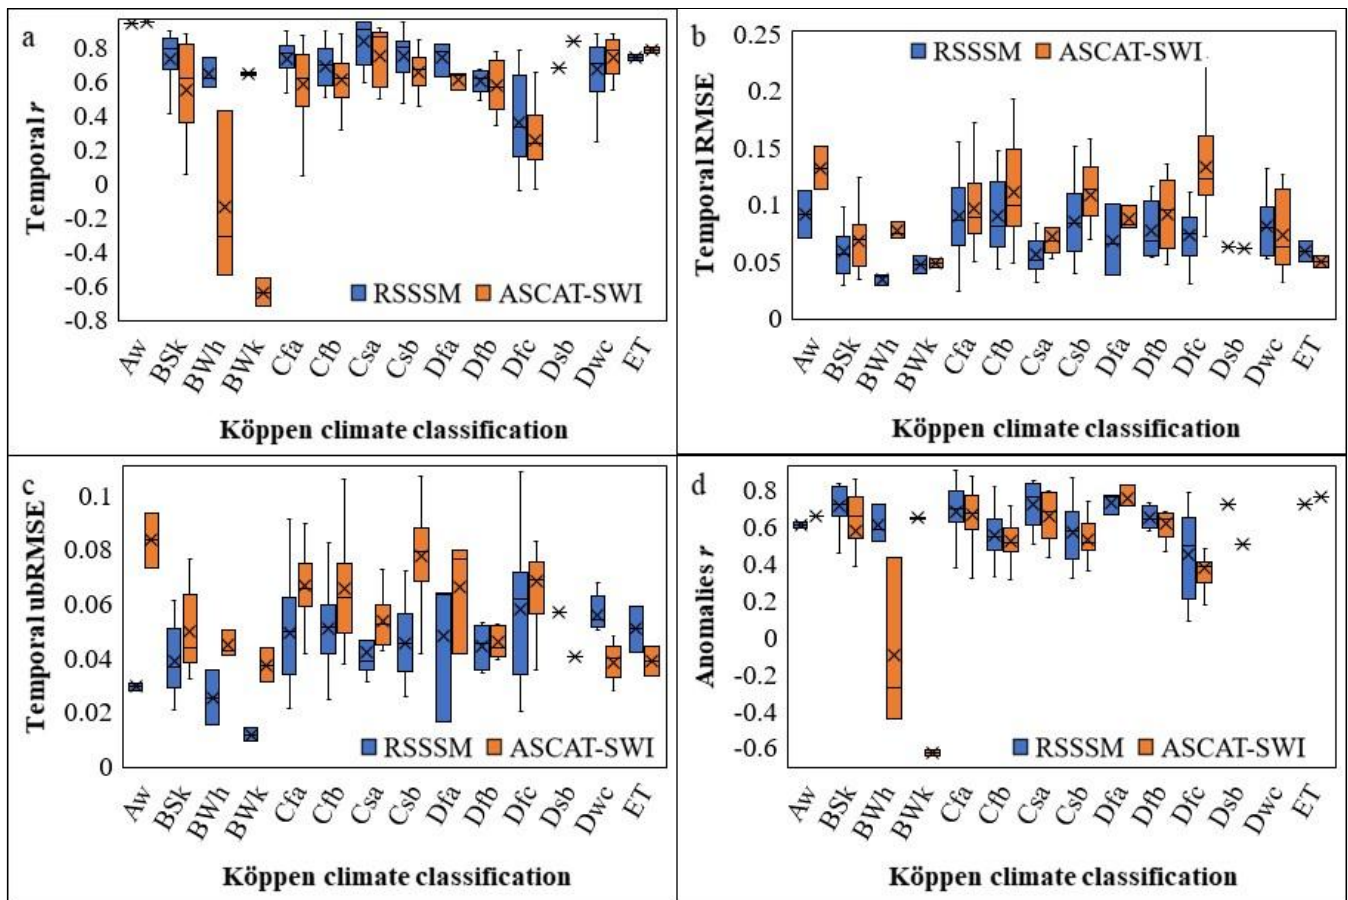 a
Temporal r
0.8
0.6
0.4
0.2
0
-0.2
-0.4
-0.6
-0.8
RSSSM ASCAT-SWI
Aw BSk BWh BWk Cfa Cfb Csa Csb Dfa Dfb Dfc Dsb Dwc ET
Köppen climate classification
b
Temporal RMSE
0.25
0.2
0.15
0.1
0.05
0
RSSSM ASCAT-SWI
Aw BSk BWh BWk Cfa Cfb Csa Csb Dfa Dfb Dfc Dsb Dwc ET
Köppen climate classification
c
Temporal ubRMSE
0.1
0.08
0.06
0.04
0.02
0
RSSSM ASCAT-SWI
Aw BSk BWh BWk Cfa Cfb Csa Csb Dfa Dfb Dfc Dsb Dwc ET
Köppen climate classification
d
Anomalies r
0.8
0.6
0.4
0.2
0
-0.2
-0.4
-0.6
RSSSM ASCAT-SWI
Aw BSk BWh BWk Cfa Cfb Csa Csb Dfa Dfb Dfc Dsb Dwc ET
Köppen climate classification